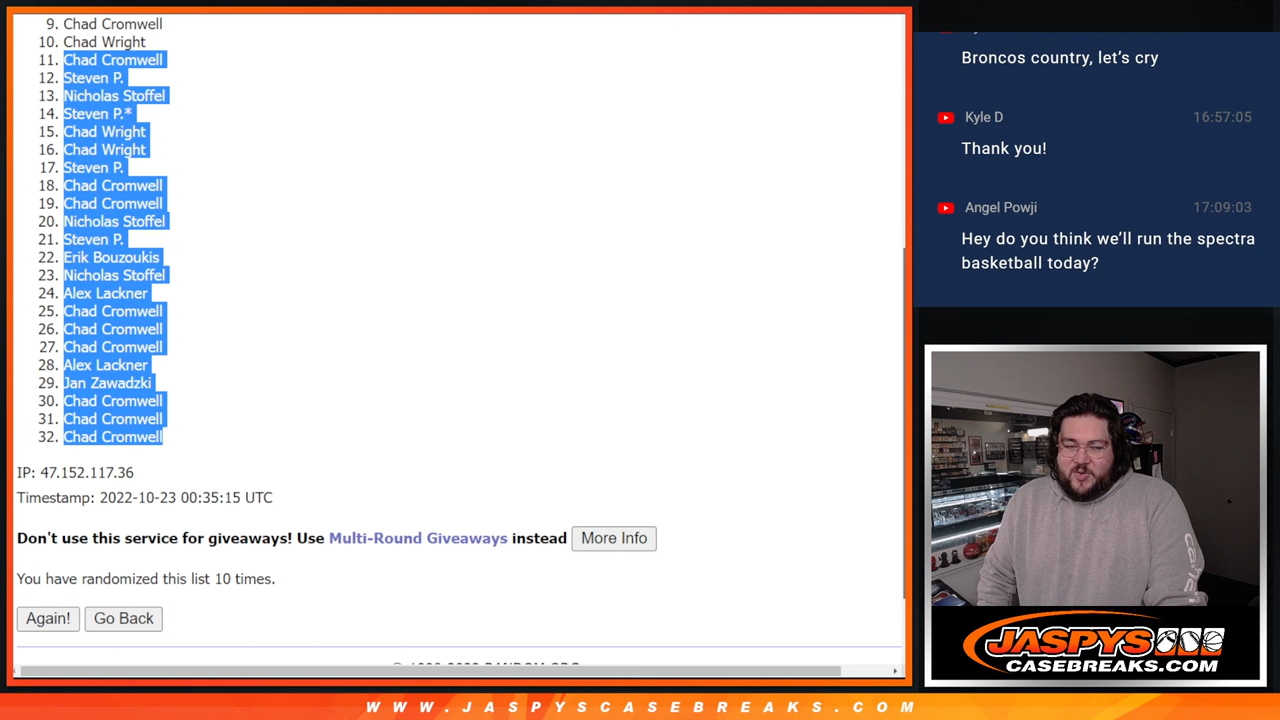 9. Chad Cromwell
10. Chad Wright
11. Chad Cromwell
12. Steven P.
13. Nicholas Stoffel
14. Steven P.*
15. Chad Wright
16. Chad Wright
17. Steven P.
18. Chad Cromwell
19. Chad Cromwell
20. Nicholas Stoffel
21. Steven P.
22. Erik Bouzoukis
23. Nicholas Stoffel
24. Alex Lackner
25. Chad Cromwell
26. Chad Cromwell
27. Chad Cromwell
28. Alex Lackner
29. Jan Zawadzki
30. Chad Cromwell
31. Chad Cromwell
32. Chad Cromwell
IP: 47.152.117.36
Timestamp: 2022-10-23 00:35:15 UTC
Don't use this service for giveaways! Use Multi-Round Giveaways instead More Info
You have randomized this list 10 times.
Again! Go Back
Broncos country, let's cry
Kyle D 16:57:05
Thank you!
Angel Powji 17:09:03
Hey do you think we'll run the spectra
basketball today?
JASPYS
CASEBREAKS.COM
WWW.JASPYSCASEBREAKS.COM